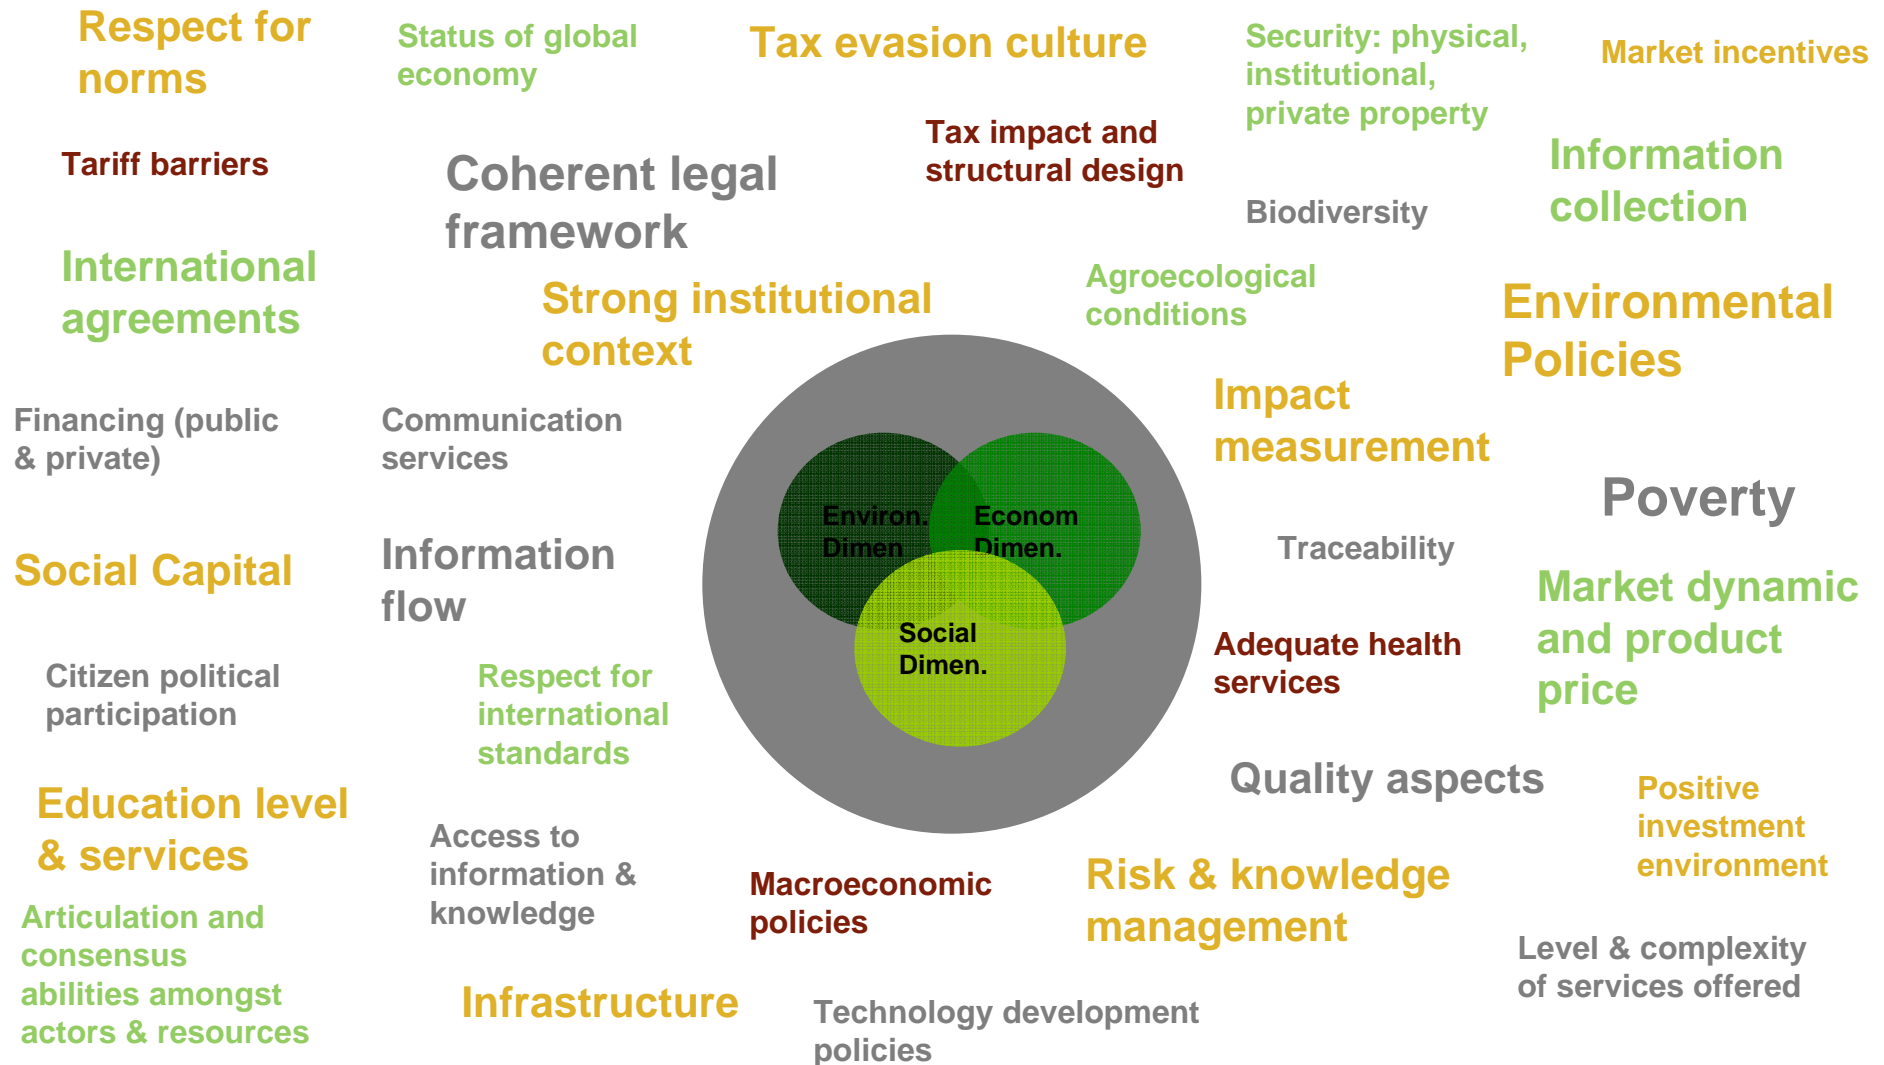 Respect for
norms
Status of global
economy
Tax evasion culture
Security: physical,
institutional,
private property
Market incentives
Tariff barriers
Coherent legal
framework
Tax impact and
structural design
Biodiversity
Information
collection
International
agreements
Strong institutional
context
Agroecological
conditions
Environmental
Policies
Financing (public
& private)
Communication
services
Impact
measurement
Environ.
Dimen
Econom
Dimen.
Social
Dimen.
Poverty
Social Capital
Information
flow
Traceability
Market dynamic
and product
price
Citizen political
participation
Respect for
international
standards
Adequate health
services
Education level
& services
Access to
information &
knowledge
Quality aspects
Positive
investment
environment
Articulation and
consensus
abilities amongst
actors & resources
Macroeconomic
policies
Risk & knowledge
management
Level & complexity
of services offered
Infrastructure
Technology development
policies